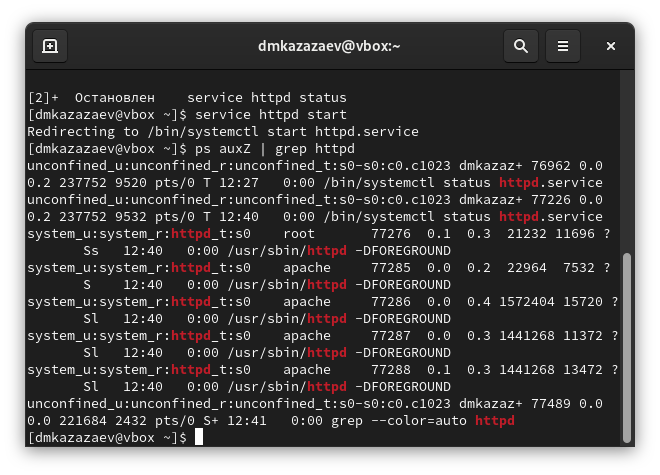 dmkazazaev@vbox:~
[2]+  Остановлен    service httpd status
[dmkazazaev@vbox ~]$ service httpd start
Redirecting to /bin/systemctl start httpd.service
[dmkazazaev@vbox ~]$ ps auxZ | grep httpd
unconfined_u:unconfined_r:unconfined_t:s0-s0:c0.c1023 dmkazaz+ 76962 0.0
0.2 237752 9520 pts/0 T 12:27   0:00 /bin/systemctl status httpd.service
unconfined_u:unconfined_r:unconfined_t:s0-s0:c0.c1023 dmkazaz+ 77226 0.0
0.2 237752 9532 pts/0 T 12:40   0:00 /bin/systemctl status httpd.service
system_u:system_r:httpd_t:s0    root       77276  0.1  0.3  21232 11696 ?
       Ss   12:40   0:00 /usr/sbin/httpd -DFOREGROUND
system_u:system_r:httpd_t:s0    apache     77285  0.0  0.2  22964  7532 ?
       S    12:40   0:00 /usr/sbin/httpd -DFOREGROUND
system_u:system_r:httpd_t:s0    apache     77286  0.0  0.4 1572404 15720 ?
       Sl   12:40   0:00 /usr/sbin/httpd -DFOREGROUND
system_u:system_r:httpd_t:s0    apache     77287  0.0  0.3 1441268 11372 ?
       Sl   12:40   0:00 /usr/sbin/httpd -DFOREGROUND
system_u:system_r:httpd_t:s0    apache     77288  0.1  0.3 1441268 13472 ?
       Sl   12:40   0:00 /usr/sbin/httpd -DFOREGROUND
unconfined_u:unconfined_r:unconfined_t:s0-s0:c0.c1023 dmkazaz+ 77489 0.0
0.0 221684 2432 pts/0 S+ 12:41   0:00 grep --color=auto httpd
[dmkazazaev@vbox ~]$